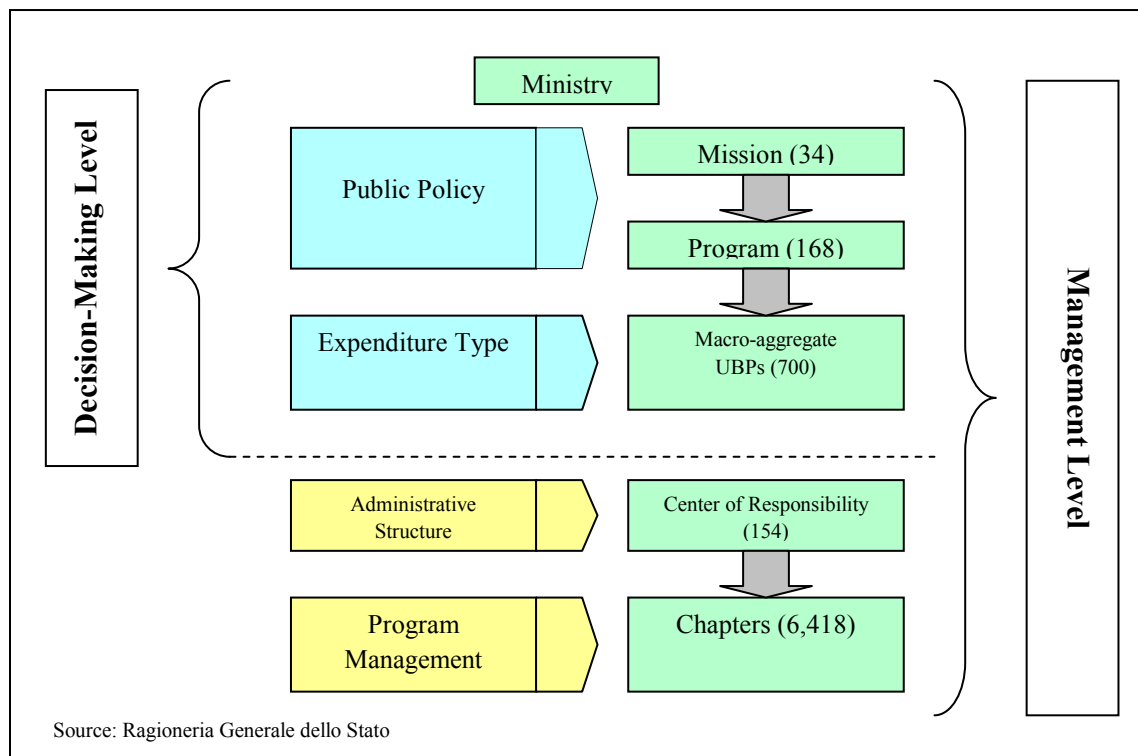 Ministry
Decision-Making Level
Public Policy
Mission (34)
Program (168)
Expenditure Type
Macro-aggregate
UBPs (700)
Management Level
Administrative
Structure
Center of Responsibility
(154)
Program
Management
Chapters (6,418)
Source: Ragioneria Generale dello Stato